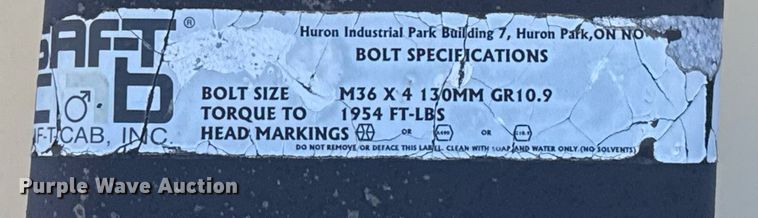 SAF-T ®
Huron Industrial Park Building 7, Huron Park, ON NO
BOLT SPECIFICATIONS
BOLT SIZE M36 X 4 130MM GR10.9
TORQUE TO 1954 FT-LBS
HEAD MARKINGS OR A490 OR
F-T-CAB, INC.
DO NOT REMOVE OR DEFACE THIS LABEL. CLEAN WITH SOAP AND WATER ONLY (NO SOLVENTS)
Purple Wave Auction